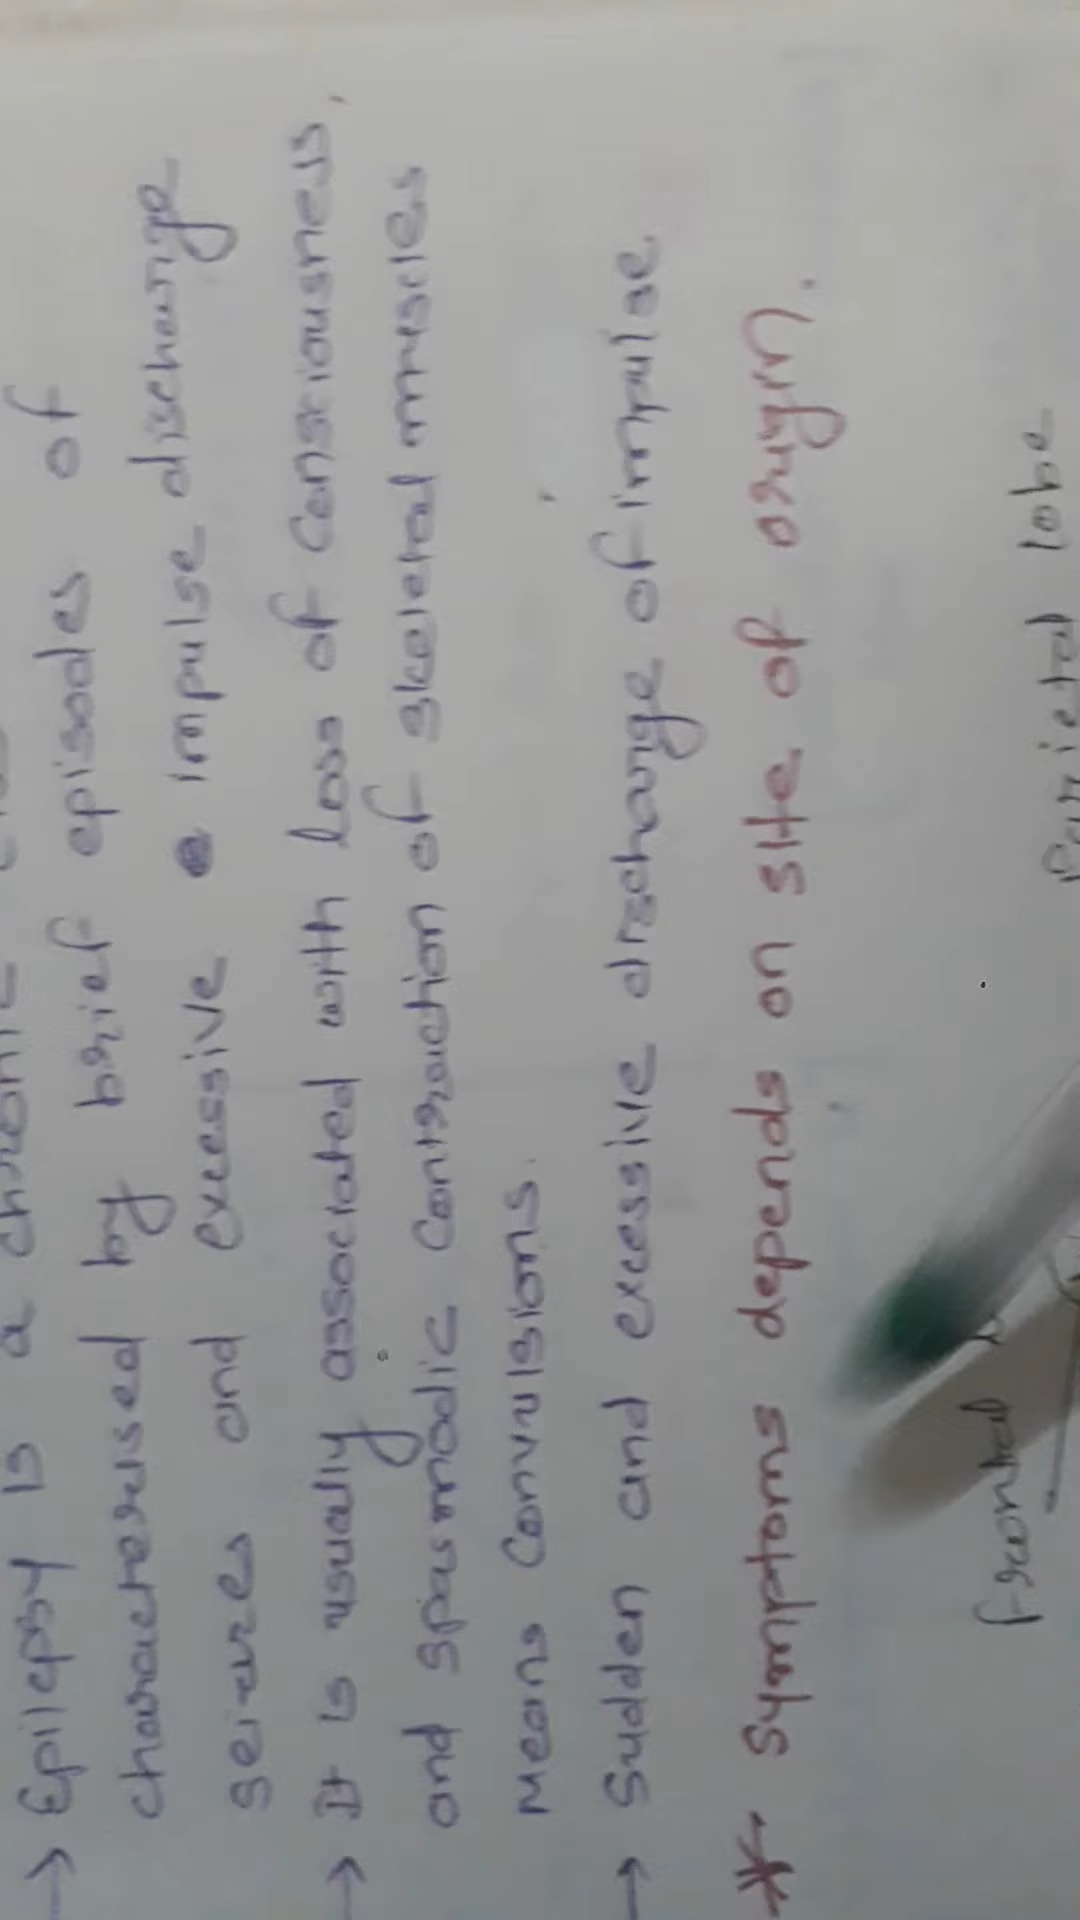 → Epilepsy is a chronic
characterised by brief episodes of
seizures and excessive impulse discharge
→ It is usually associated with loss of Consciousness,
and spasmodic Contraction of skeletal muscles
Means Convulsions.
→ Sudden and excessive discharge of impulse.
* Symptoms depends on site of origin.
Parietal lobe
frontal